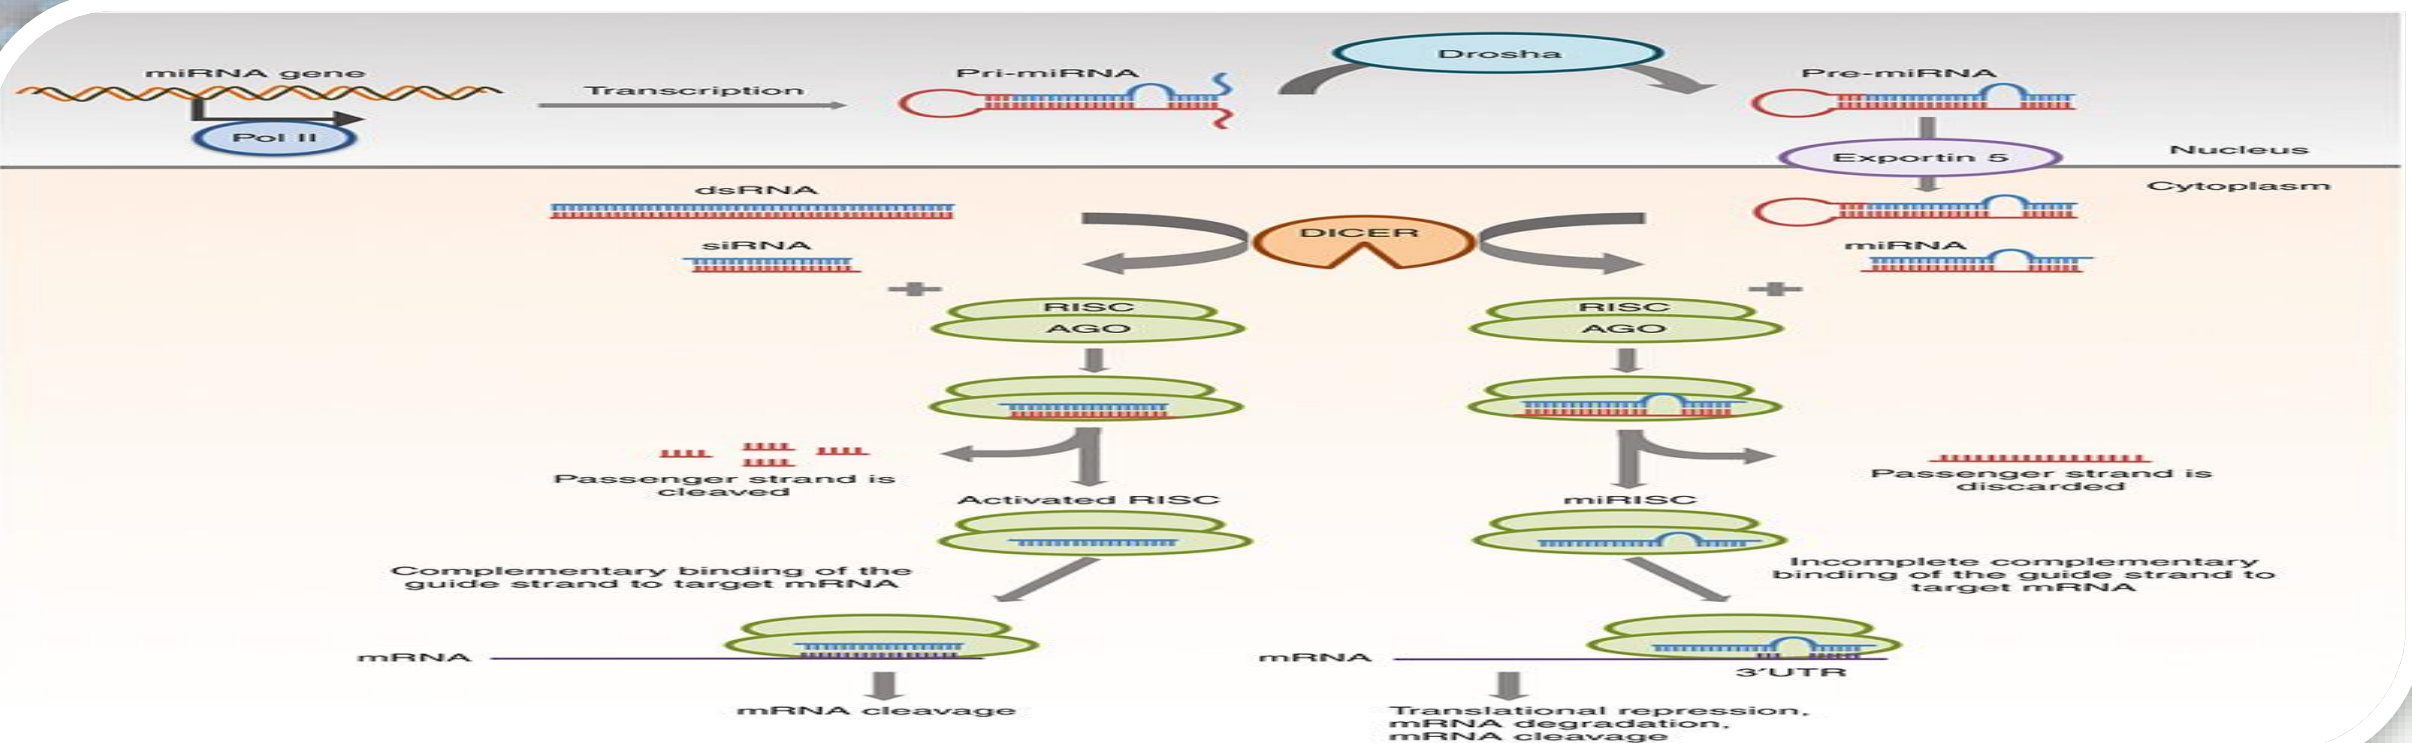 miRNA gene
Pol II
Transcription
Pri-miRNA
Drosha
Pre-miRNA
Exportin 5
Nucleus
Cytoplasm
dsRNA
siRNA
DICER
miRNA
RISC
AGO
RISC
AGO
Passenger strand is
cleaved
Activated RISC
miRISC
Passenger strand is
discarded
Complementary binding of the
guide strand to target mRNA
Incomplete complementary
binding of the guide strand to
target mRNA
mRNA
mRNA
3′UTR
mRNA cleavage
Translational repression,
mRNA degradation,
mRNA cleavage